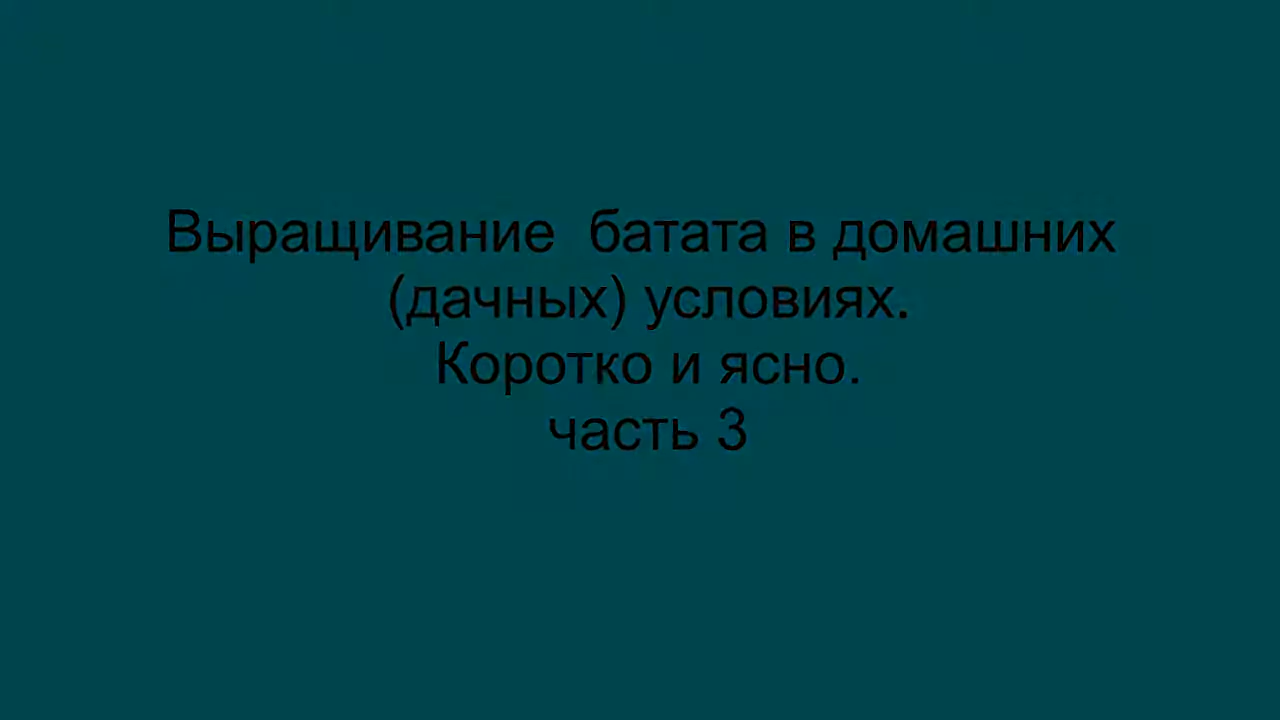 Выращивание  батата в домашних
(дачных) условиях.
Коротко и ясно.
часть 3